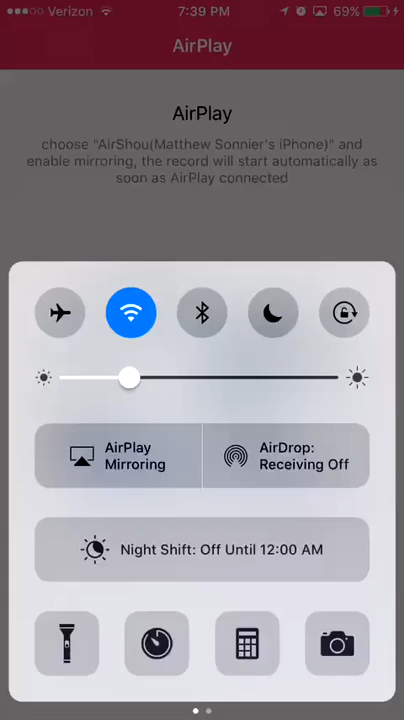 Verizon 7:39 PM 69%
AirPlay
AirPlay
choose "AirShou(Matthew Sonnier's iPhone)" and
enable mirroring, the record will start automatically as
soon as AirPlay connected
AirPlay
Mirroring
AirDrop:
Receiving Off
Night Shift: Off Until 12:00 AM